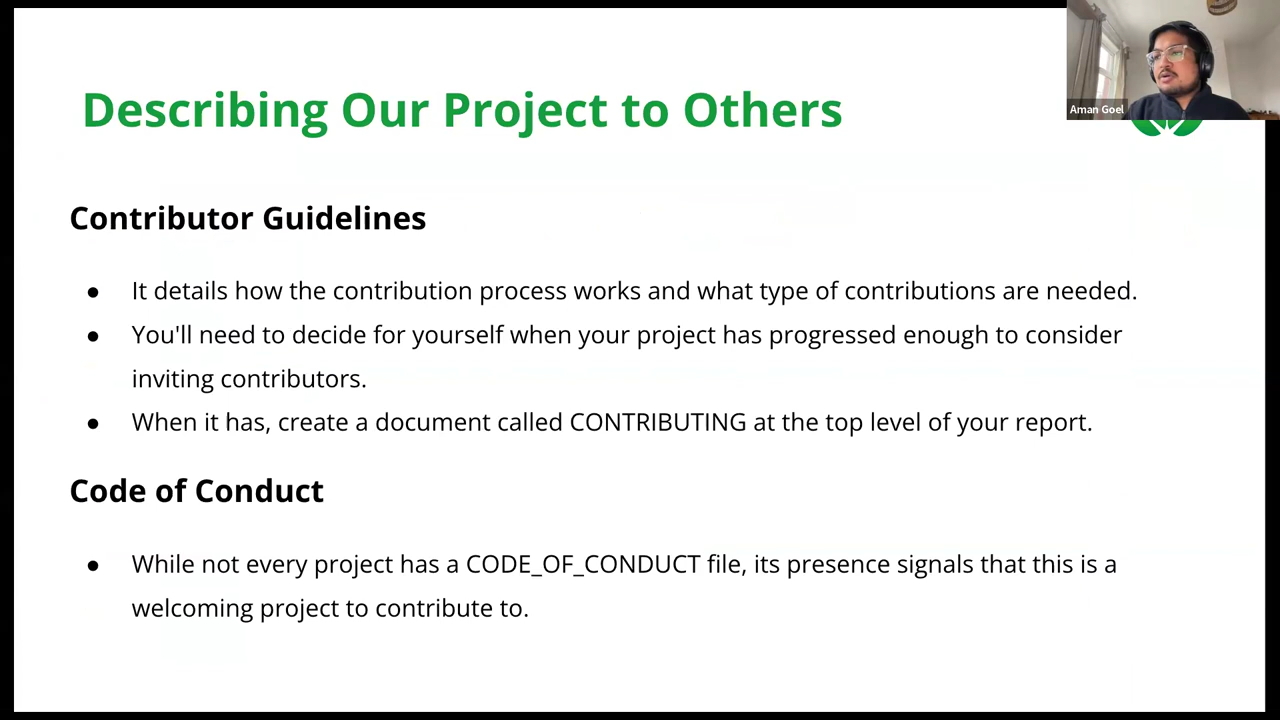 Describing Our Project to Others
Aman Goel
Contributor Guidelines
● It details how the contribution process works and what type of contributions are needed.
● You'll need to decide for yourself when your project has progressed enough to consider
inviting contributors.
● When it has, create a document called CONTRIBUTING at the top level of your report.
Code of Conduct
● While not every project has a CODE_OF_CONDUCT file, its presence signals that this is a
welcoming project to contribute to.